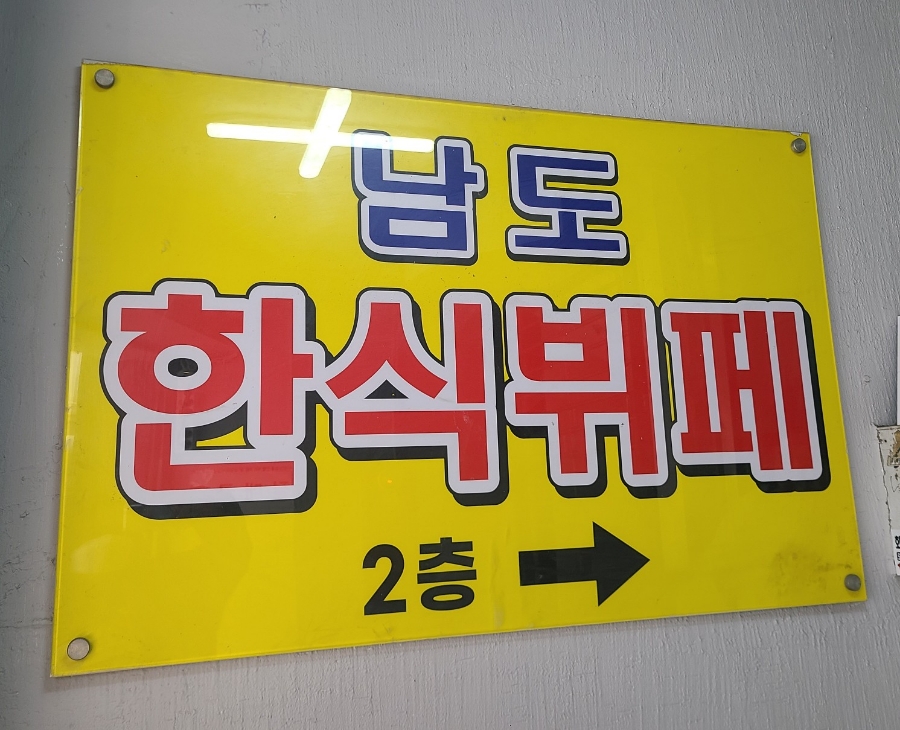 남도
한식뷔페
2층 →